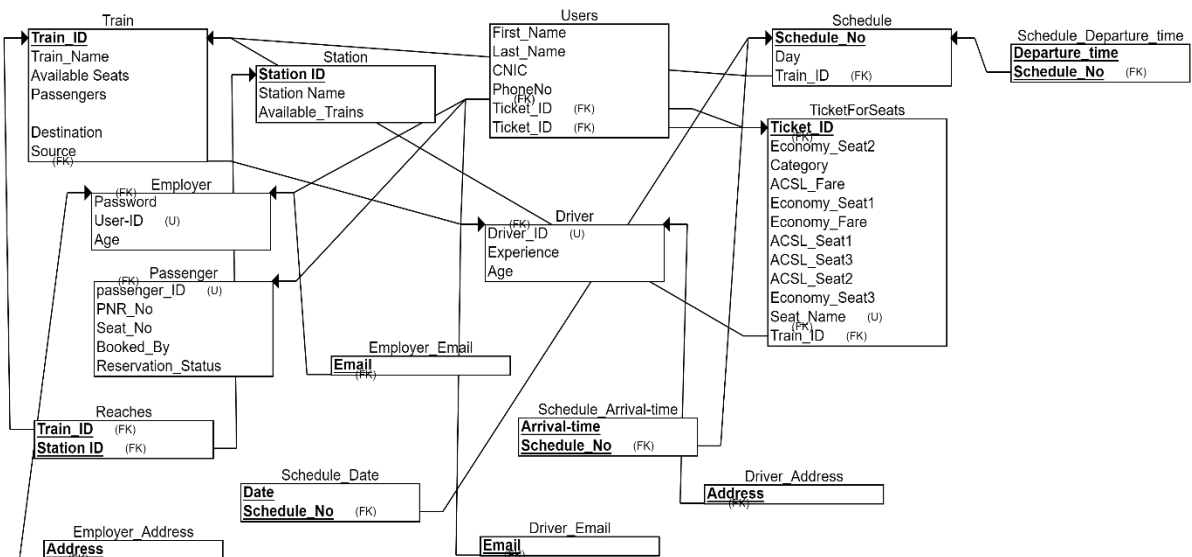 Train
Train_ID
Train_Name
Available Seats
Passengers
Destination
Source
(FK)
Station
Station ID
Station Name
Available_Trains
Users
First_Name
Last_Name
CNIC
PhoneNo
(FK)
Ticket_ID (FK)
Ticket_ID (FK)
Schedule
Schedule_No
Day
Train_ID (FK)
Schedule_Departure_time
Departure_time
Schedule_No (FK)
TicketForSeats
Ticket_ID
(FK)
Economy_Seat2
Category
ACSL_Fare
Economy_Seat1
Economy_Fare
ACSL_Seat1
ACSL_Seat3
ACSL_Seat2
Economy_Seat3
Seat_Name (U)
(FK)
Train_ID (FK)
Employer
(FK)
Password
User-ID (U)
Age
Driver
(FK)
Driver_ID (U)
Experience
Age
Passenger
(FK)
passenger_ID (U)
PNR_No
Seat_No
Booked_By
Reservation_Status
Employer_Email
Email
(FK)
Reaches
Train_ID (FK)
Station ID (FK)
Schedule_Arrival-time
Arrival-time
Schedule_No (FK)
Schedule_Date
Date
Schedule_No (FK)
Driver_Address
Address
(FK)
Employer_Address
Address
(FK)
Driver_Email
Email
(FK)